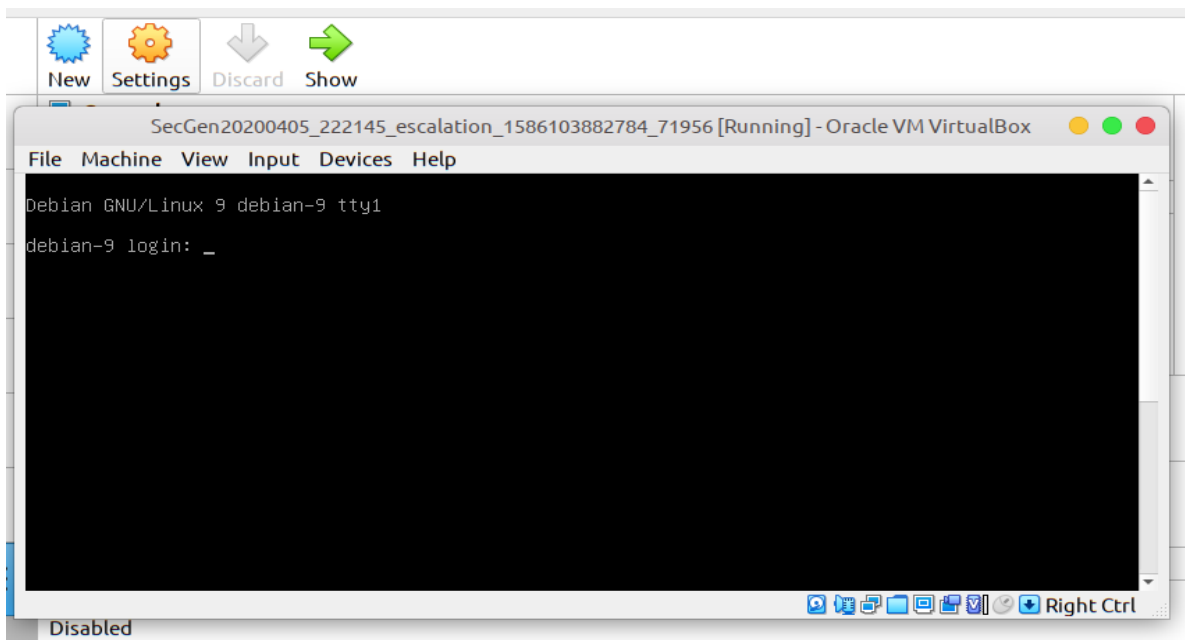 New Settings Discard Show
SecGen20200405_222145_escalation_1586103882784_71956 [Running] - Oracle VM VirtualBox
File Machine View Input Devices Help
Debian GNU/Linux 9 debian-9 tty1
debian-9 login: _
Right Ctrl
Disabled